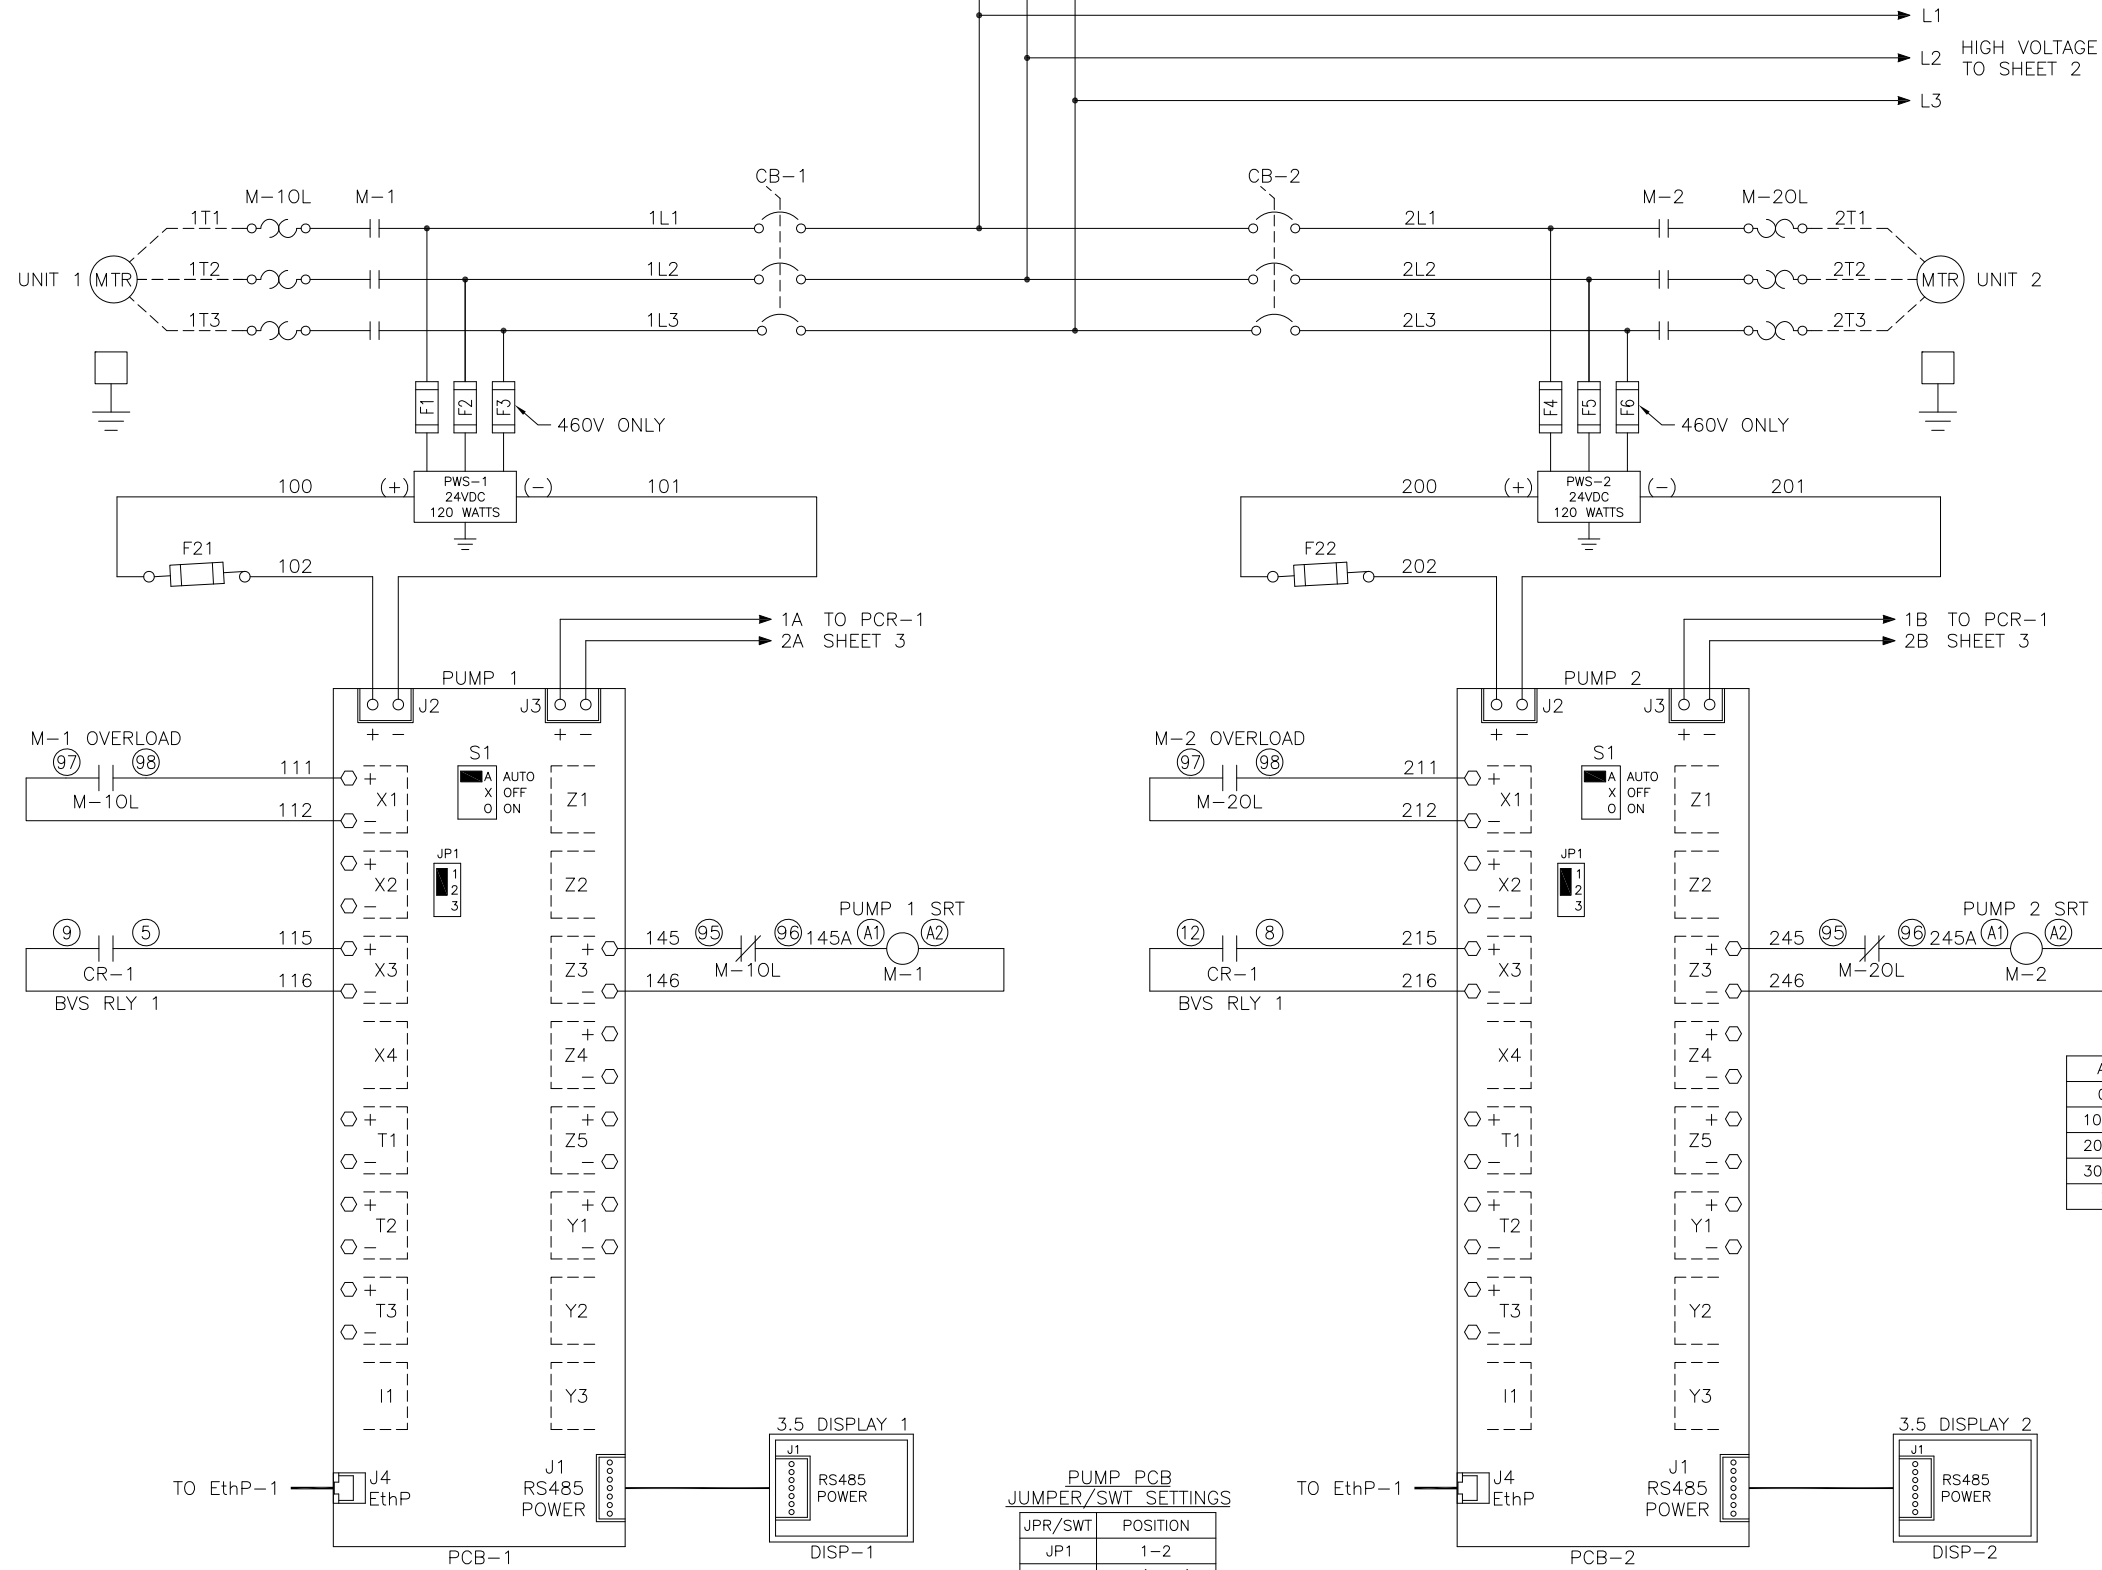 L1
L2 HIGH VOLTAGE
TO SHEET 2
L3
CB-1
CB-2
M-1OL
M-1
M-2
M-2OL
1T1
1L1
2L1
2T1
UNIT 1
MTR
1T2
1L2
2L2
2T2
MTR
UNIT 2
1T3
1L3
2L3
2T3
F1
F2
F3
460V ONLY
F4
F5
F6
460V ONLY
100
(+)
PWS-1
24VDC
120 WATTS
(-)
101
200
(+)
PWS-2
24VDC
120 WATTS
(-)
201
F21
102
F22
202
1A TO PCR-1
2A SHEET 3
1B TO PCR-1
2B SHEET 3
PUMP 1
J2
J3
+ -
+ -
M-1 OVERLOAD
97
98
M-1OL
111
112
S1
A AUTO
X OFF
O ON
+
X1
-
Z1
JP1
1
2
3
+
X2
-
Z2
9
5
CR-1
115
116
BVS RLY 1
+
X3
-
+
Z3
-
145
95
96
145A
A1
A2
PUMP 1 SRT
M-1OL
M-1
146
X4
+
Z4
-
+
T1
-
+
Z5
-
+
T2
-
+
Y1
-
+
T3
-
Y2
I1
Y3
TO EthP-1
J4
EthP
J1
RS485
POWER
3.5 DISPLAY 1
J1
RS485
POWER
DISP-1
PCB-1
PUMP PCB
JUMPER/SWT SETTINGS
JPR/SWT POSITION
JP1 1-2
PUMP 2
J2
J3
+ -
+ -
M-2 OVERLOAD
97
98
M-2OL
211
212
S1
A AUTO
X OFF
O ON
+
X1
-
Z1
JP1
1
2
3
+
X2
-
Z2
12
8
CR-1
215
216
BVS RLY 1
+
X3
-
+
Z3
-
245
95
96
245A
A1
A2
PUMP 2 SRT
M-2OL
M-2
246
X4
+
Z4
-
+
T1
-
+
Z5
-
+
T2
-
+
Y1
-
+
T3
-
Y2
I1
Y3
10
20
30
TO EthP-1
J4
EthP
J1
RS485
POWER
3.5 DISPLAY 2
J1
RS485
POWER
DISP-2
PCB-2